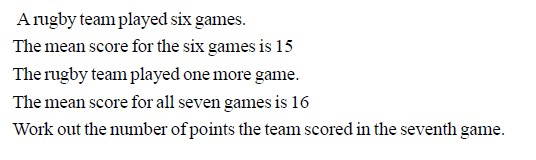 A rugby team played six games.
The mean score for the six games is 15
The rugby team played one more game.
The mean score for all seven games is 16
Work out the number of points the team scored in the seventh game.